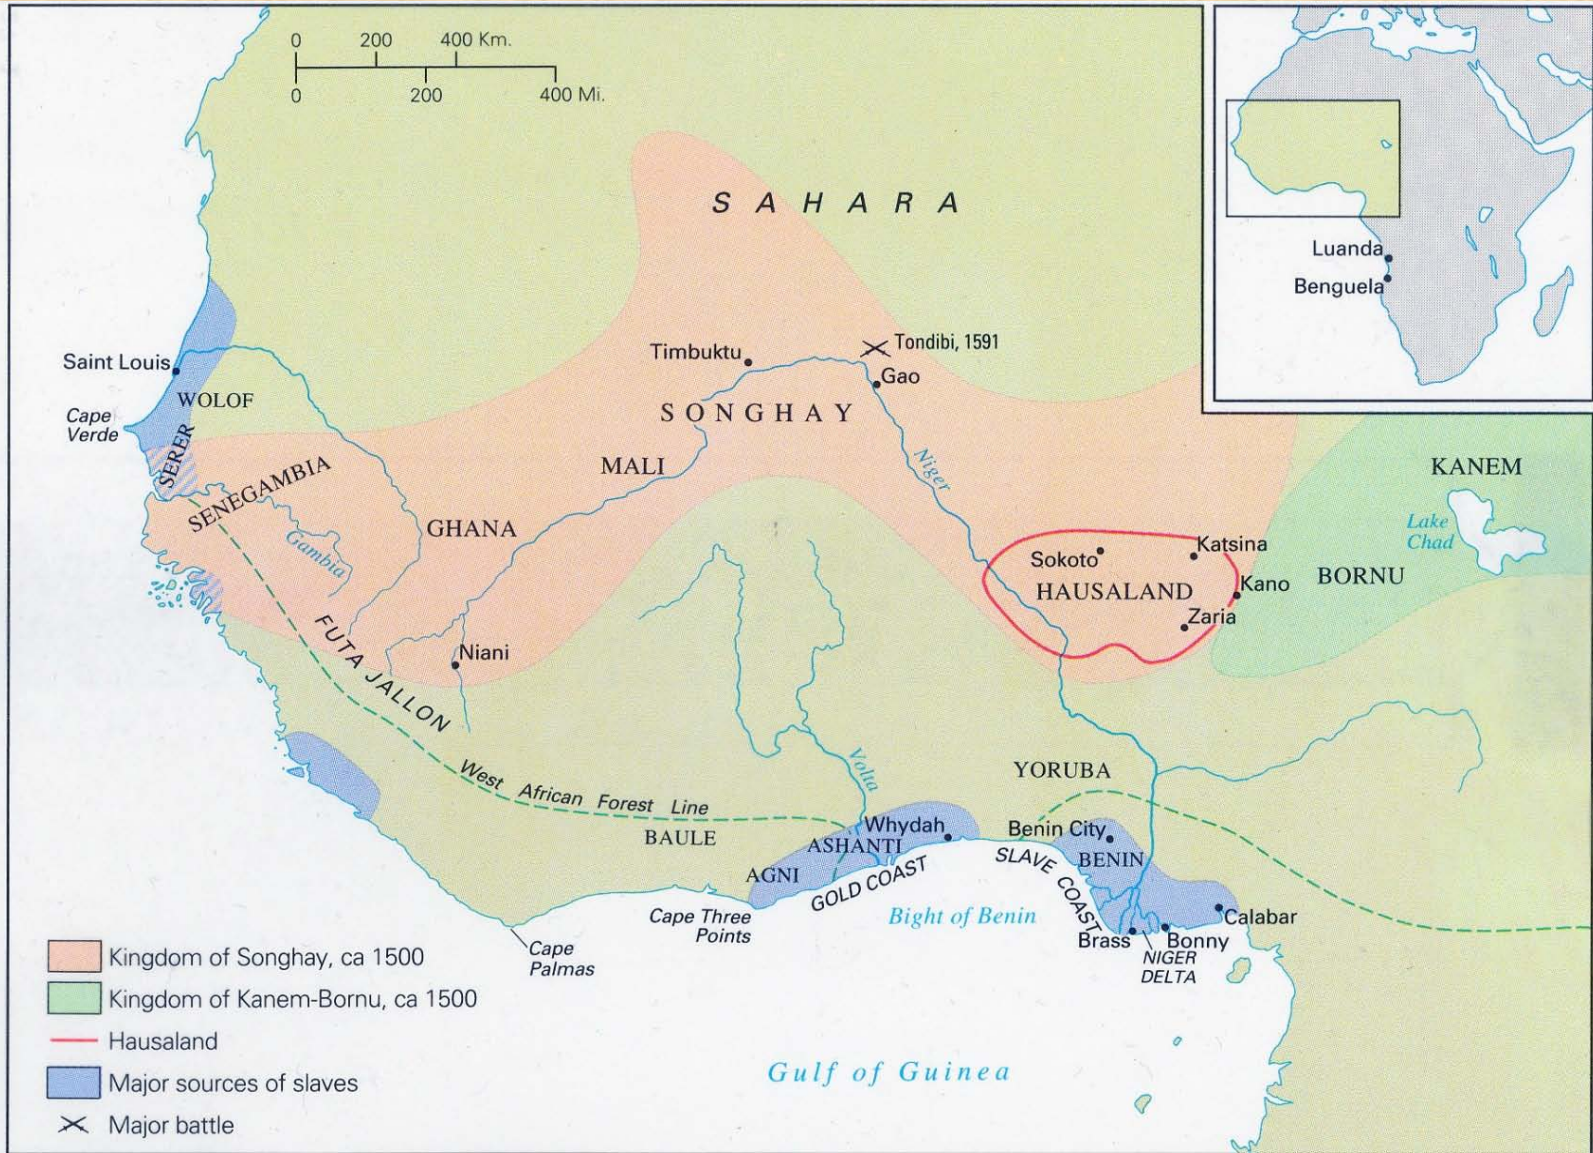 0 200 400 Km.
0 200 400 Mi.
SAHARA
Luanda
Benguela
Tondibi, 1591
Timbuktu
Saint Louis
Gao
WOLOF
SONGHAY
Cape
Verde
SERER
SENEGAMBIA
MALI
Niger
KANEM
GHANA
Lake
Chad
Gambia
Sokoto
Katsina
HAUSALAND
Kano
BORNU
Zaria
FUTA JALLON
Niani
Volta
YORUBA
West African Forest Line
BAULE
Whydah
ASHANTI
AGNI
GOLD COAST
Benin City
BENIN
SLAVE COAST
Cape Three
Points
Bight of Benin
Calabar
Brass
Bonny
NIGER
DELTA
Cape
Palmas
Gulf of Guinea
Kingdom of Songhay, ca 1500
Kingdom of Kanem-Bornu, ca 1500
Hausaland
Major sources of slaves
Major battle